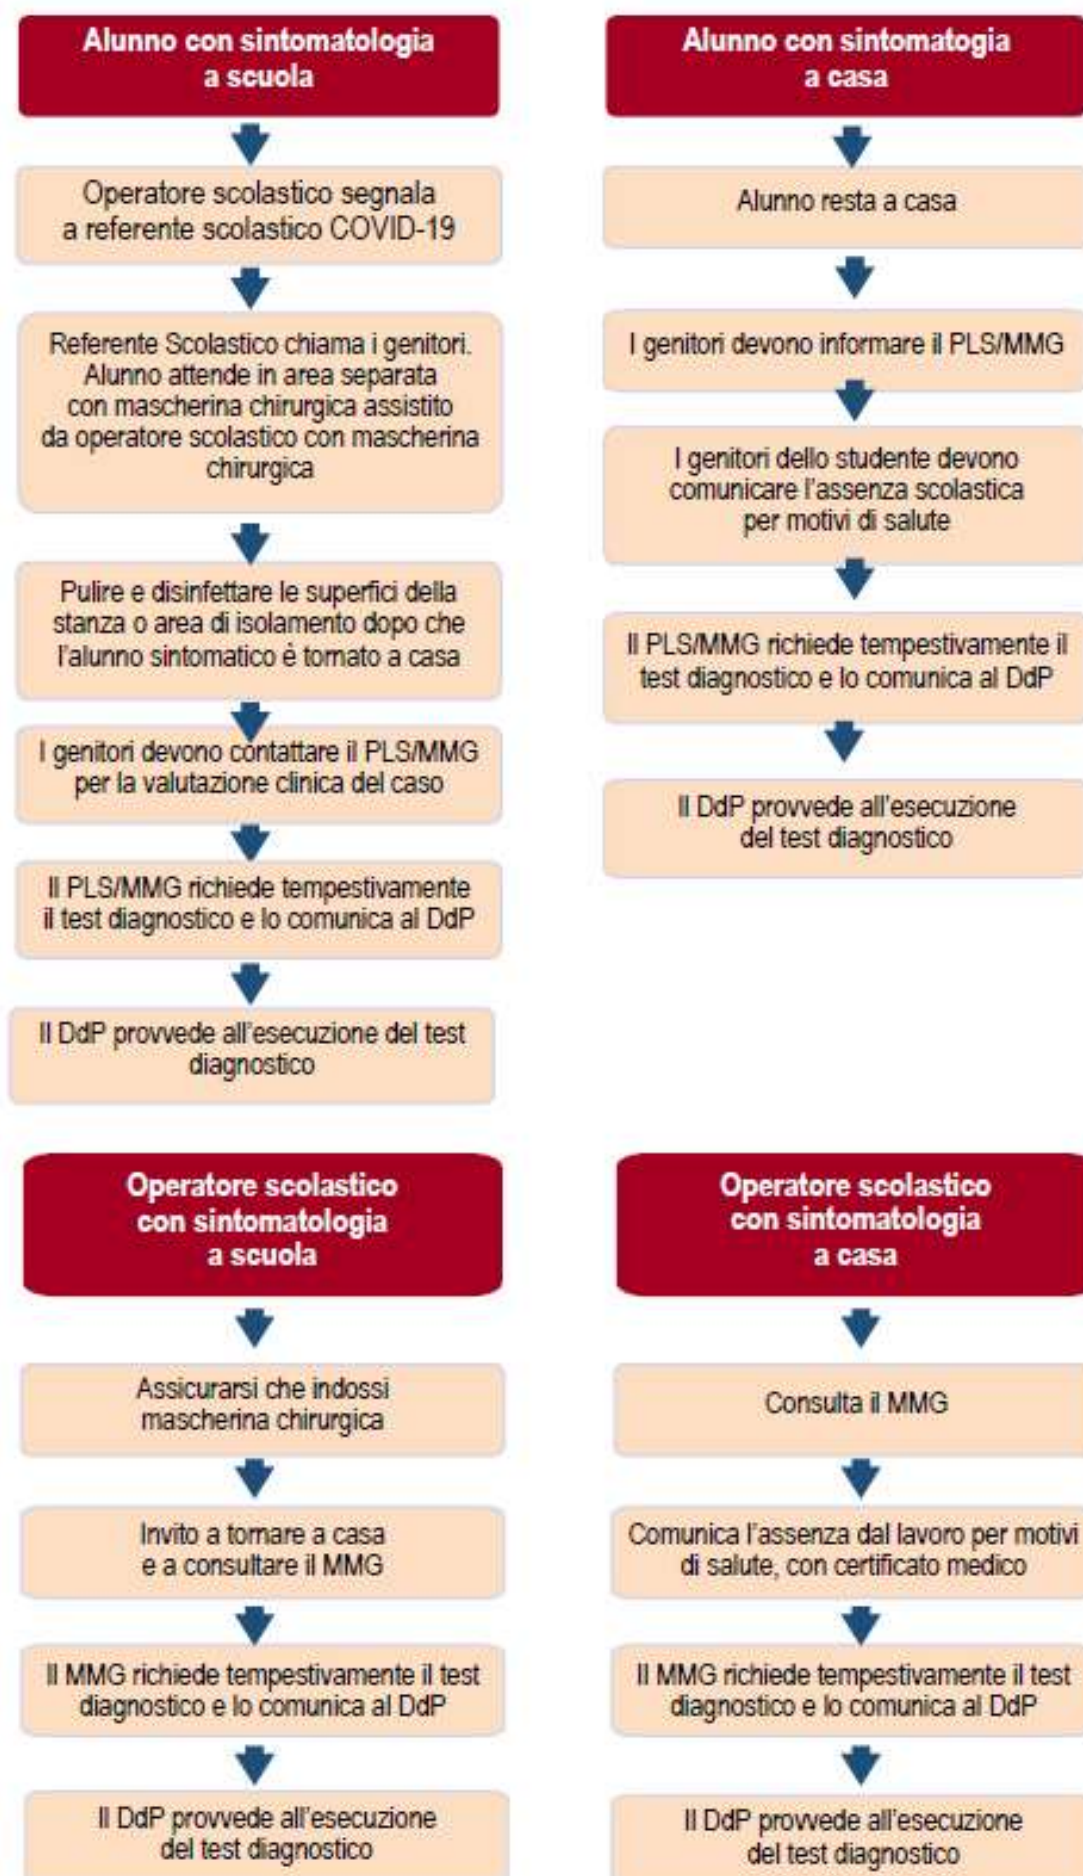 Alunno con sintomatologia
a scuola
Operatore scolastico segnala
a referente scolastico COVID-19
Referente Scolastico chiama i genitori.
Alunno attende in area separata
con mascherina chirurgica assistito
da operatore scolastico con mascherina
chirurgica
Pulire e disinfettare le superfici della
stanza o area di isolamento dopo che
l'alunno sintomatico è tornato a casa
I genitori devono contattare il PLS/MMG
per la valutazione clinica del caso
Il PLS/MMG richiede tempestivamente
il test diagnostico e lo comunica al DdP
Il DdP provvede all'esecuzione del test
diagnostico
Alunno con sintomatogia
a casa
Alunno resta a casa
I genitori devono informare il PLS/MMG
I genitori dello studente devono
comunicare l'assenza scolastica
per motivi di salute
Il PLS/MMG richiede tempestivamente il
test diagnostico e lo comunica al DdP
Il DdP provvede all'esecuzione
del test diagnostico
Operatore scolastico
con sintomatologia
a scuola
Assicurarsi che indossi
mascherina chirurgica
Invito a tornare a casa
e a consultare il MMG
Il MMG richiede tempestivamente il test
diagnostico e lo comunica al DdP
Il DdP provvede all'esecuzione
del test diagnostico
Operatore scolastico
con sintomatologia
a casa
Consulta il MMG
Comunica l'assenza dal lavoro per motivi
di salute, con certificato medico
Il MMG richiede tempestivamente il test
diagnostico e lo comunica al DdP
Il DdP provvede all'esecuzione
del test diagnostico